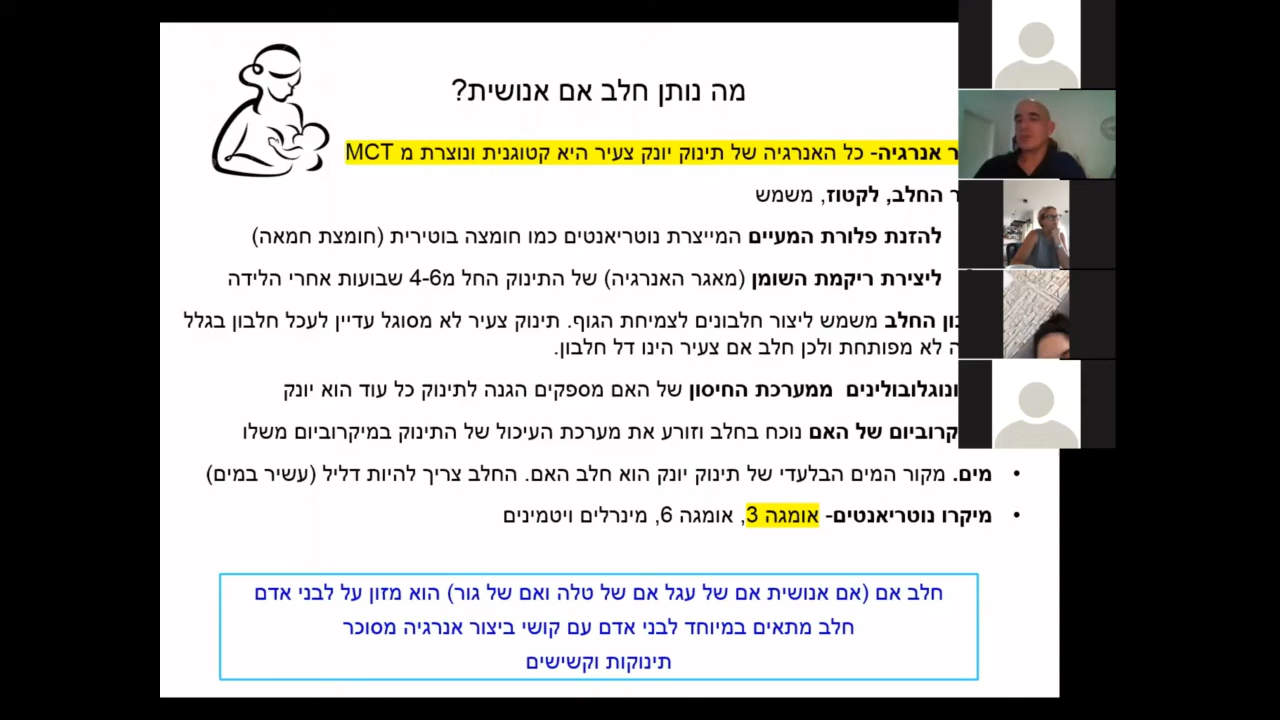 מה נותן חלב אם אנושית?
אנרגיה- כל האנרגיה של תינוק יונק צעיר היא קטוגנית ונוצרת מ MCT
החלב, לקטוז, משמש
להזנת פלורת המעיים המייצרת נוטריאנטים כמו חומצה בוטירית (חומצת חמאה)
ליצירת ריקמת השומן (מאגר האנרגיה) של התינוק החל מ4-6 שבועות אחרי הלידה
החלב משמש ליצור חלבונים לצמיחת הגוף. תינוק צעיר לא מסוגל עדיין לעכל חלבון בגלל
לא מפותחת ולכן חלב אם צעיר הינו דל חלבון.
ממערכת החיסון של האם מספקים הגנה לתינוק כל עוד הוא יונק
של האם נוכח בחלב וזורע את מערכת העיכול של התינוק במיקרוביום משלו
• מים. מקור המים הבלעדי של תינוק יונק הוא חלב האם. החלב צריך להיות דליל (עשיר במים)
• מיקרו נוטריאנטים- אומגה 3, אומגה 6, מינרלים ויטמינים
חלב אם (אם אנושית אם של עגל אם של טלה ואם של גור) הוא מזון על לבני אדם
חלב מתאים במיוחד לבני אדם עם קושי ביצור אנרגיה מסוכר
תינוקות וקשישים